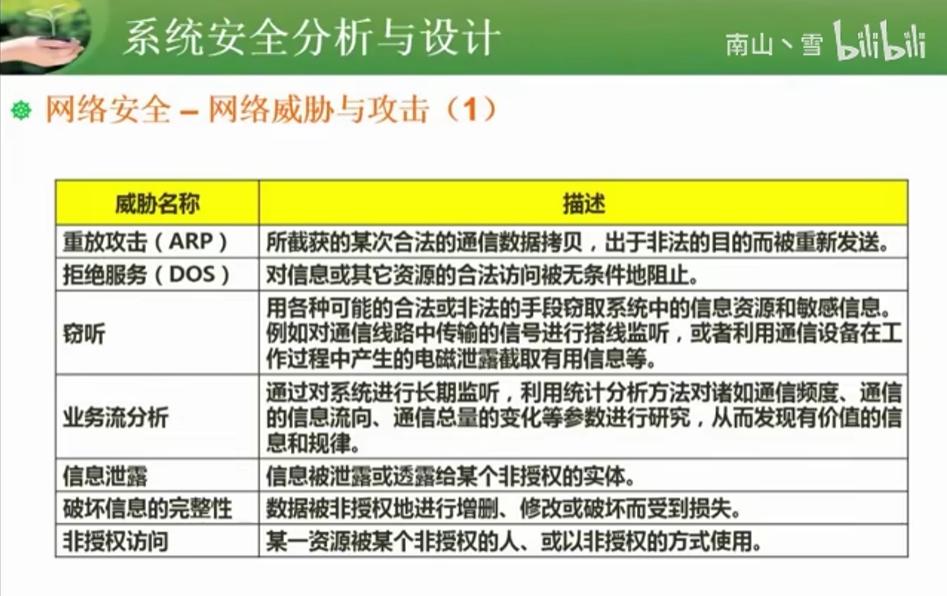 系统安全分析与设计
南山丶雪 bilibili
网络安全 – 网络威胁与攻击（1）
威胁名称 描述
重放攻击（ARP） 所截获的某次合法的通信数据拷贝，出于非法的目的而被重新发送。
拒绝服务（DOS） 对信息或其它资源的合法访问被无条件地阻止。
窃听
用各种可能的合法或非法的手段窃取系统中的信息资源和敏感信息。
例如对通信线路中传输的信号进行搭线监听，或者利用通信设备在工
作过程中产生的电磁泄露截取有用信息等。
业务流分析
通过对系统进行长期监听，利用统计分析方法对诸如通信频度、通信
的信息流向、通信总量的变化等参数进行研究，从而发现有价值的信
息和规律。
信息泄露 信息被泄露或透露给某个非授权的实体。
破坏信息的完整性 数据被非授权地进行增删、修改或破坏而受到损失。
非授权访问 某一资源被某个非授权的人、或以非授权的方式使用。